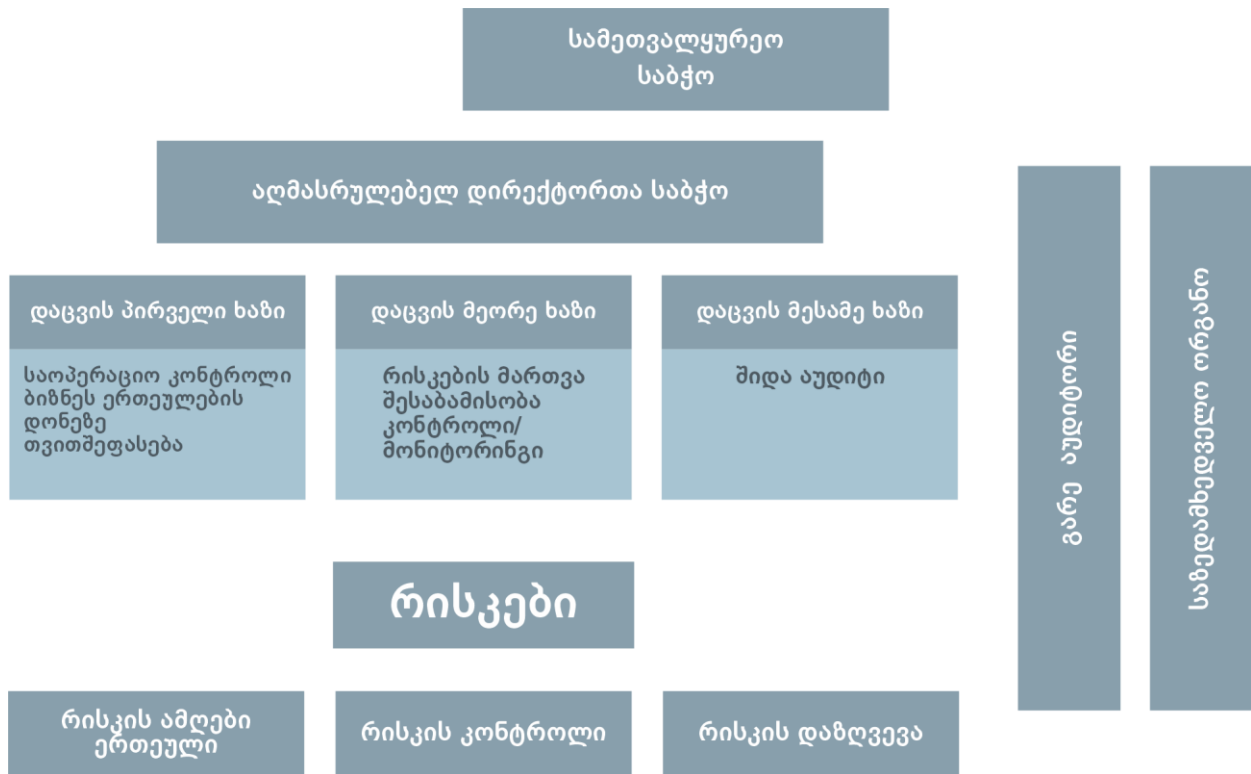 სამეთვალყურეო
საბჭო
აღმასრულებელ დირექტორთა საბჭო
დაცვის პირველი ხაზი
საოპერაციო კონტროლი
ბიზნეს ერთეულების
დონეზე
თვითშეფასება
დაცვის მეორე ხაზი
რისკების მართვა
შესაბამისობა
კონტროლი/
მონიტორინგი
დაცვის მესამე ხაზი
შიდა აუდიტი
რისკები
რისკის ამღები
ერთეული
რისკის კონტროლი
რისკის დაზღვევა
გარე აუდიტორი
საზედამხედველო ორგანო